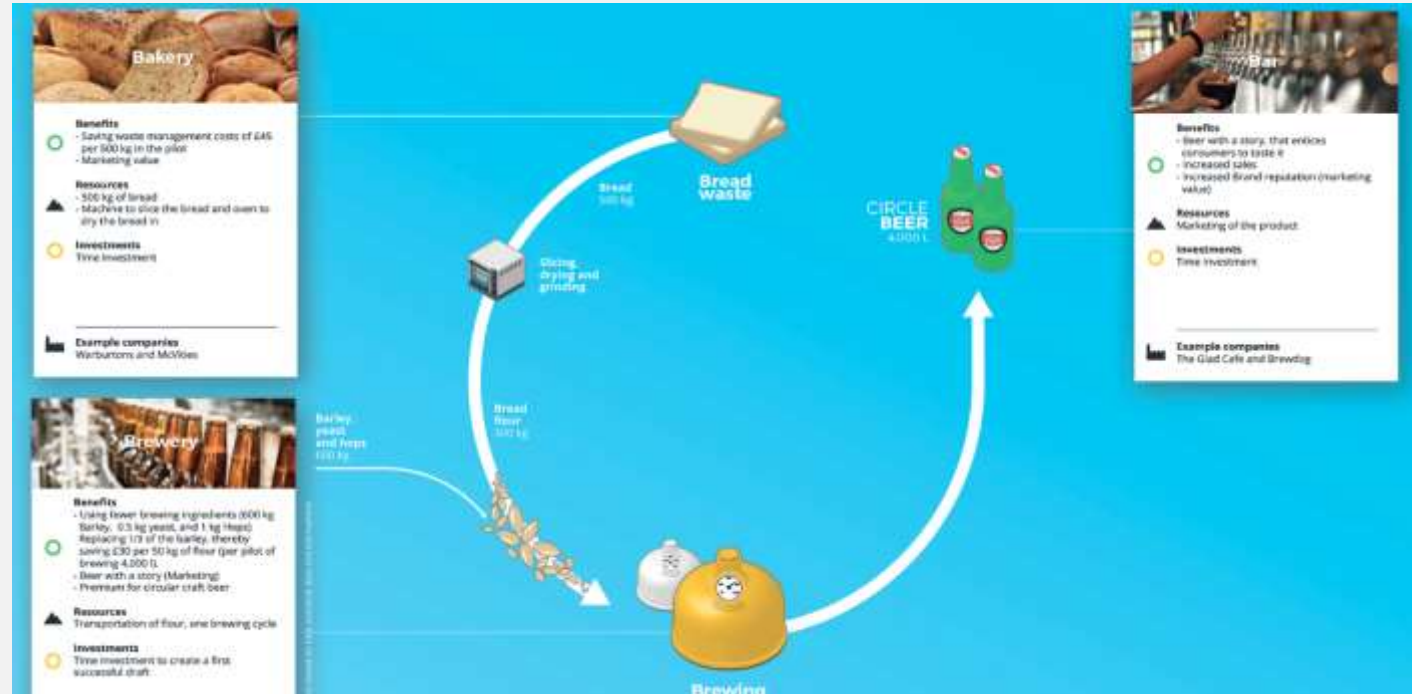 Bakery
Benefits
- Saving waste management costs of £45
per 500 kg in the pilot
- Marketing value
Resources
- 500 kg of bread
- Machine to slice the bread and oven to
dry the bread in
Investments
Time Investment
Example companies
Warburtons and McVities
Brewery
Benefits
- Using fewer brewing ingredients (600 kg
Barley, 0.5 kg yeast, and 1 kg Hops)
Replacing 1/3 of the barley, thereby
saving £30 per 50 kg of flour (per pilot of
brewing 4,000 l).
- Beer with a story (Marketing)
- Premium for circular craft beer
Resources
Transportation of flour, one brewing cycle
Investments
Time Investment to create a first
successful draft
Bread
waste
Bread
500 kg
Slicing,
drying and
grinding
Bread
flour
Barley,
yeast
and hops
Brewing
CIRCLE
BEER
4,000 L
Bar
Benefits
- Beer with a story, that entices
consumers to taste it
- Increased sales
- Increased Brand reputation (marketing
value)
Resources
Marketing of the product
Investments
Time Investment
Example companies
The Glad Cafe and Brewdog